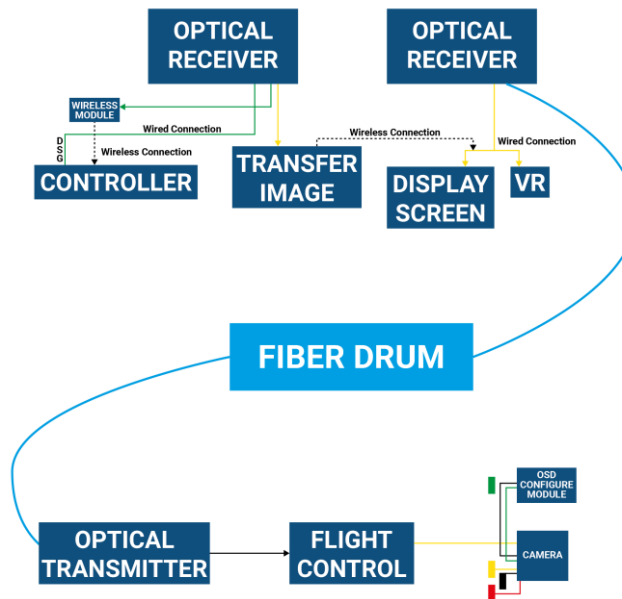 OPTICAL
RECEIVER
OPTICAL
RECEIVER
WIRELESS
MODULE
Wired Connection
D
S
G
Wireless Connection
CONTROLLER
TRANSFER
IMAGE
Wireless Connection
Wired Connection
DISPLAY
SCREEN
VR
FIBER DRUM
OSD
CONFIGURE
MODULE
OPTICAL
TRANSMITTER
FLIGHT
CONTROL
CAMERA